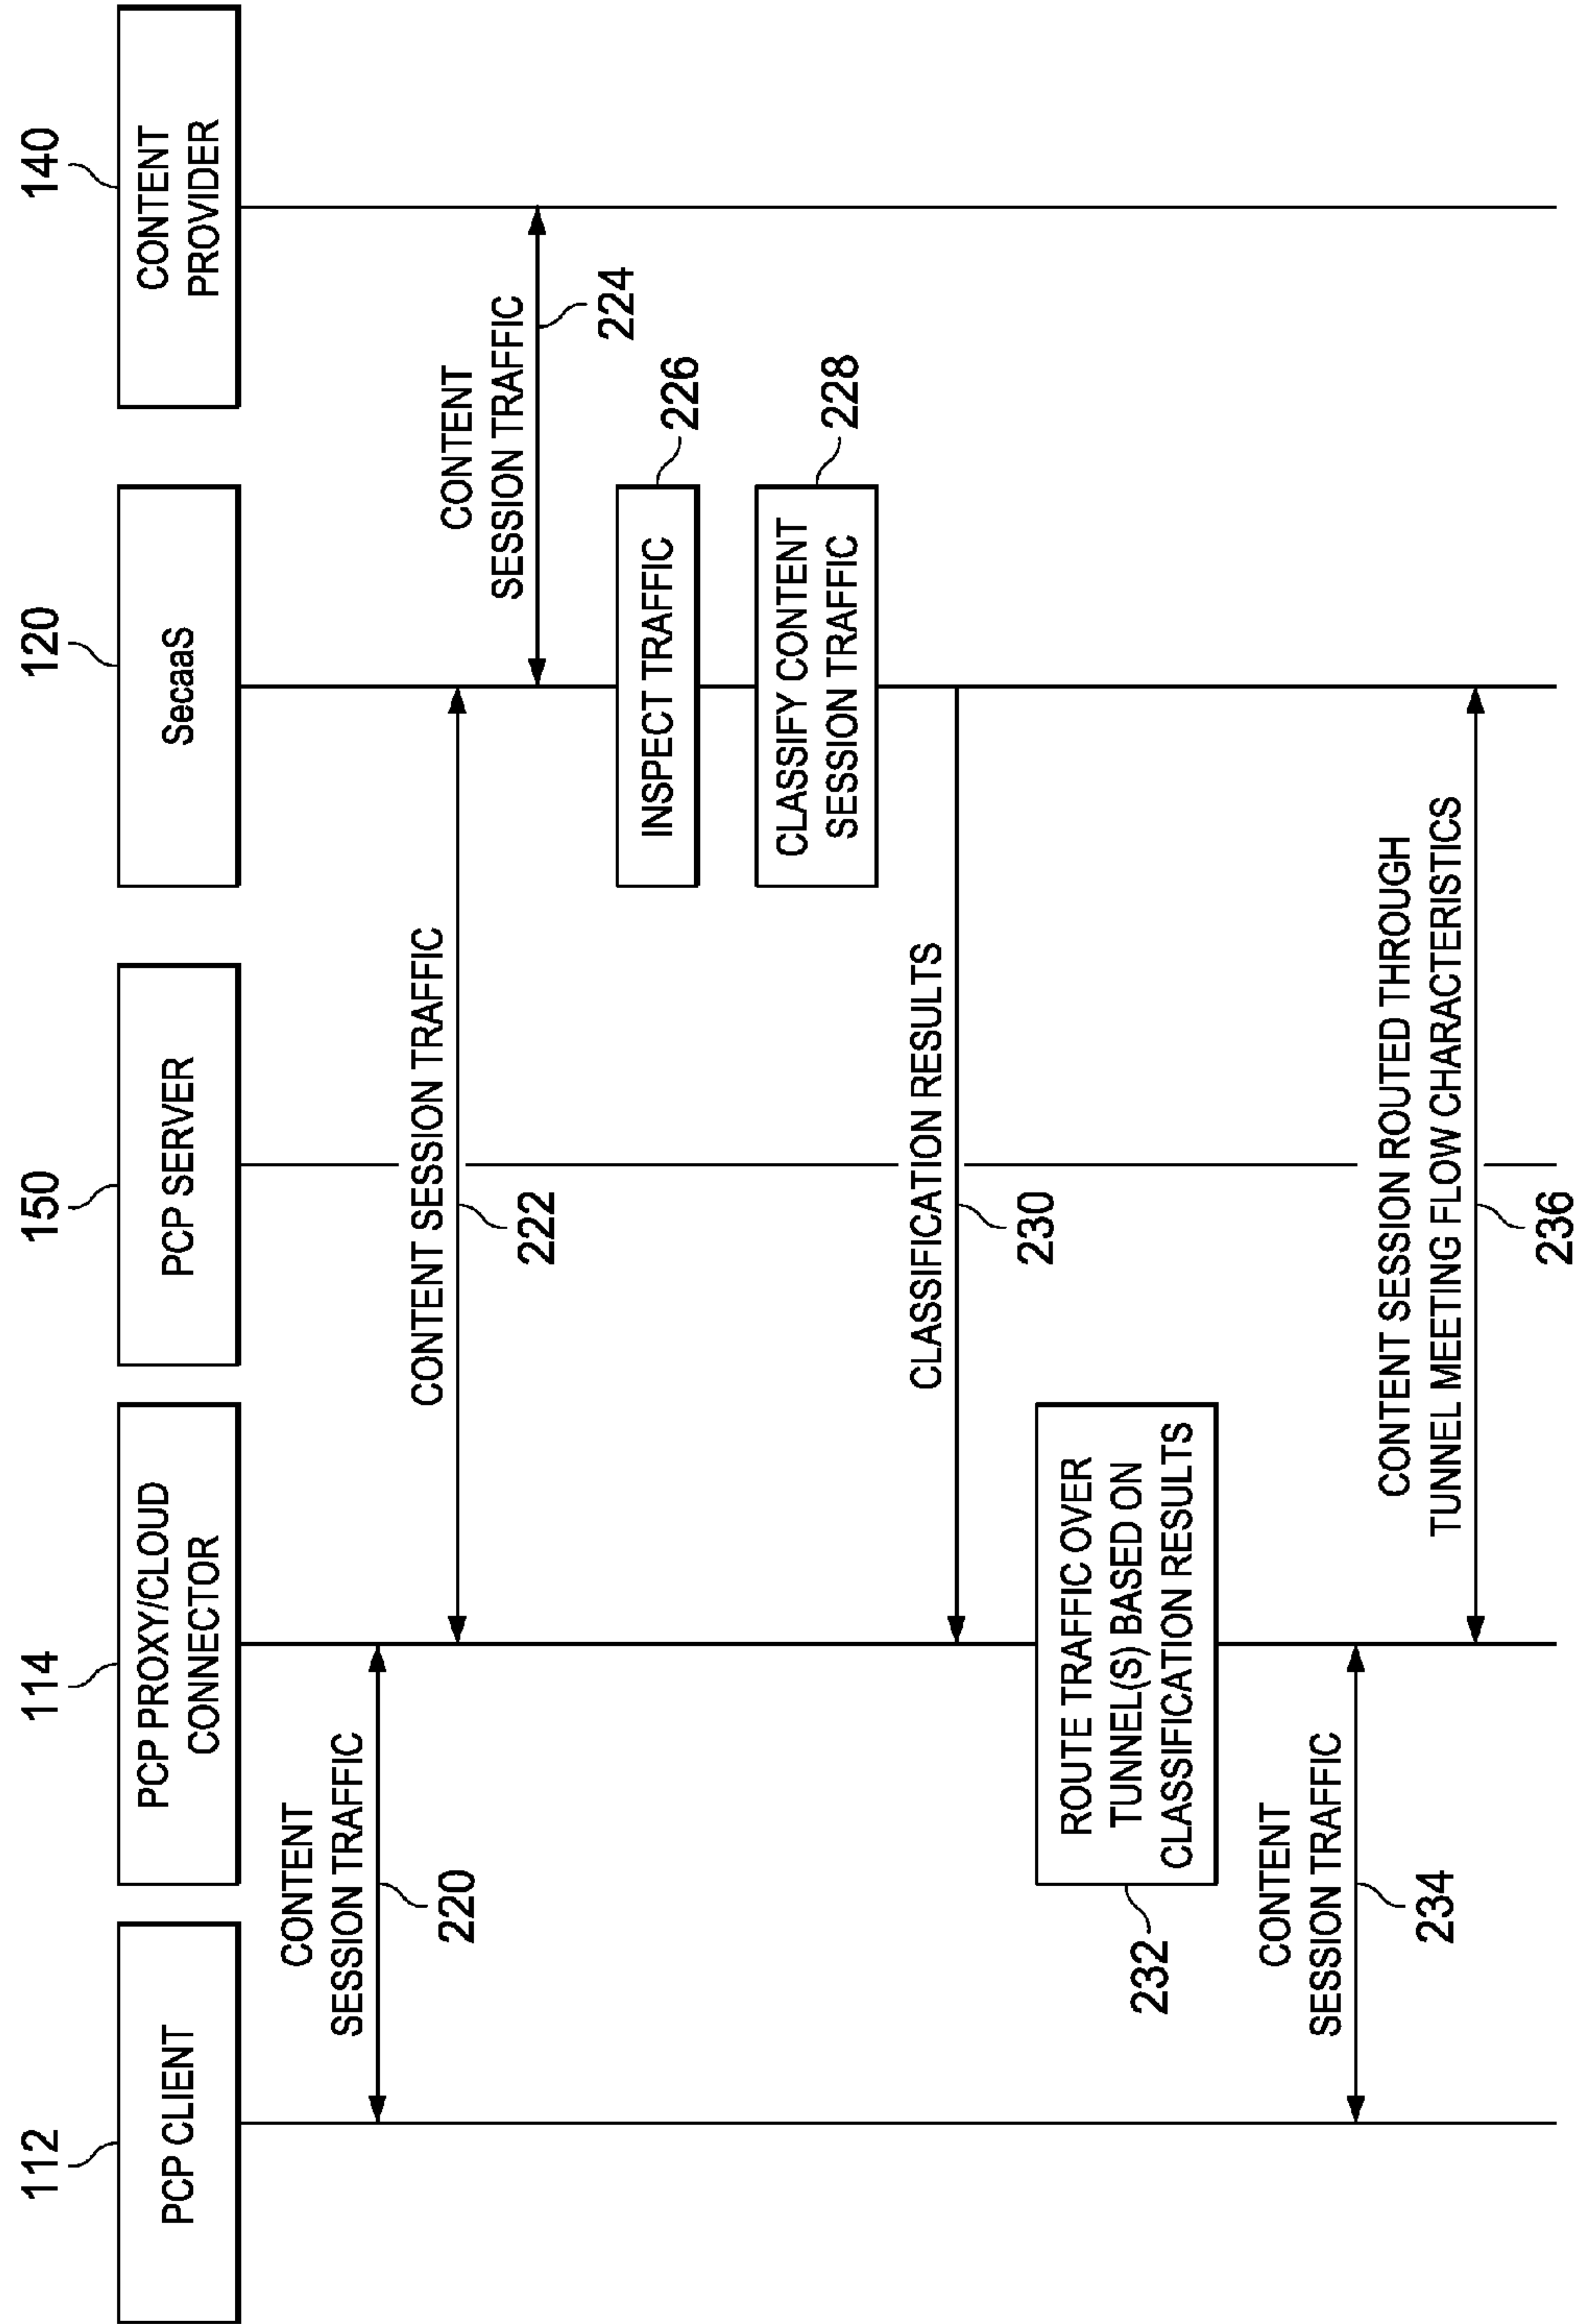 112
114
150
120
140
PCP CLIENT
PCP PROXY/CLOUD
CONNECTOR
PCP SERVER
SecaaS
CONTENT
PROVIDER
CONTENT
SESSION TRAFFIC
220
CONTENT SESSION TRAFFIC
222
CONTENT
SESSION TRAFFIC
224
INSPECT TRAFFIC
226
CLASSIFY CONTENT
SESSION TRAFFIC
228
CLASSIFICATION RESULTS
230
ROUTE TRAFFIC OVER
TUNNEL(S) BASED ON
CLASSIFICATION RESULTS
232
CONTENT
SESSION TRAFFIC
234
CONTENT SESSION ROUTED THROUGH
TUNNEL MEETING FLOW CHARACTERISTICS
236